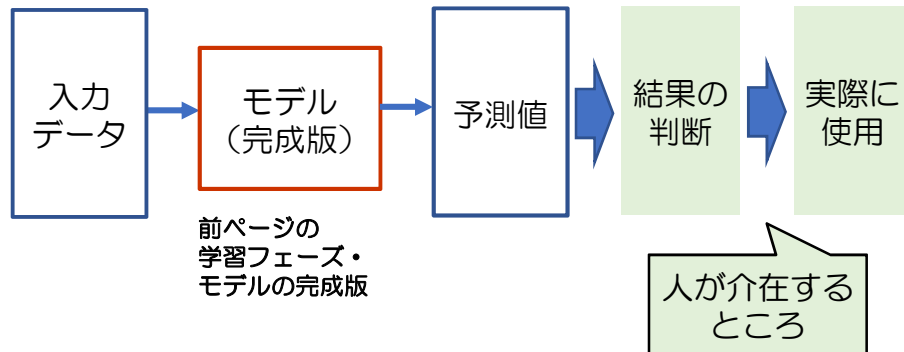 入力
データ
モデル
（完成版）
予測値
結果の
判断
実際に
使用
前ページの
学習フェーズ・
モデルの完成版
人が介在する
ところ